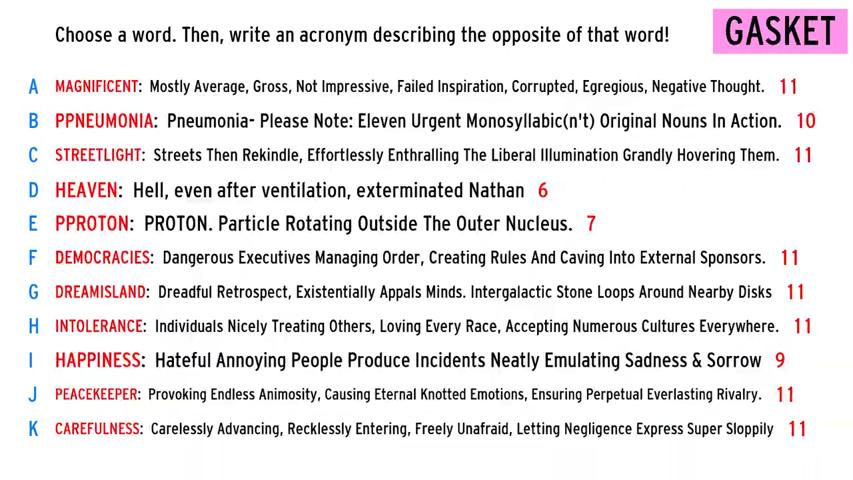 Choose a word. Then, write an acronym describing the opposite of that word!
GASKET
A MAGNIFICENT: Mostly Average, Gross, Not Impressive, Failed Inspiration, Corrupted, Egregious, Negative Thought. 11
B PPNEUMONIA: Pneumonia- Please Note: Eleven Urgent Monosyllabic(n't) Original Nouns In Action. 10
C STREETLIGHT: Streets Then Rekindle, Effortlessly Enthralling The Liberal Illumination Grandly Hovering Them. 11
D HEAVEN: Hell, even after ventilation, exterminated Nathan 6
E PPROTON: PROTON. Particle Rotating Outside The Outer Nucleus. 7
F DEMOCRACIES: Dangerous Executives Managing Order, Creating Rules And Caving Into External Sponsors. 11
G DREAMISLAND: Dreadful Retrospect, Existentially Appals Minds. Intergalactic Stone Loops Around Nearby Disks 11
H INTOLERANCE: Individuals Nicely Treating Others, Loving Every Race, Accepting Numerous Cultures Everywhere. 11
I HAPPINESS: Hateful Annoying People Produce Incidents Neatly Emulating Sadness & Sorrow 9
J PEACEKEEPER: Provoking Endless Animosity, Causing Eternal Knotted Emotions, Ensuring Perpetual Everlasting Rivalry. 11
K CAREFULNESS: Carelessly Advancing, Recklessly Entering, Freely Unafraid, Letting Negligence Express Super Sloppily 11